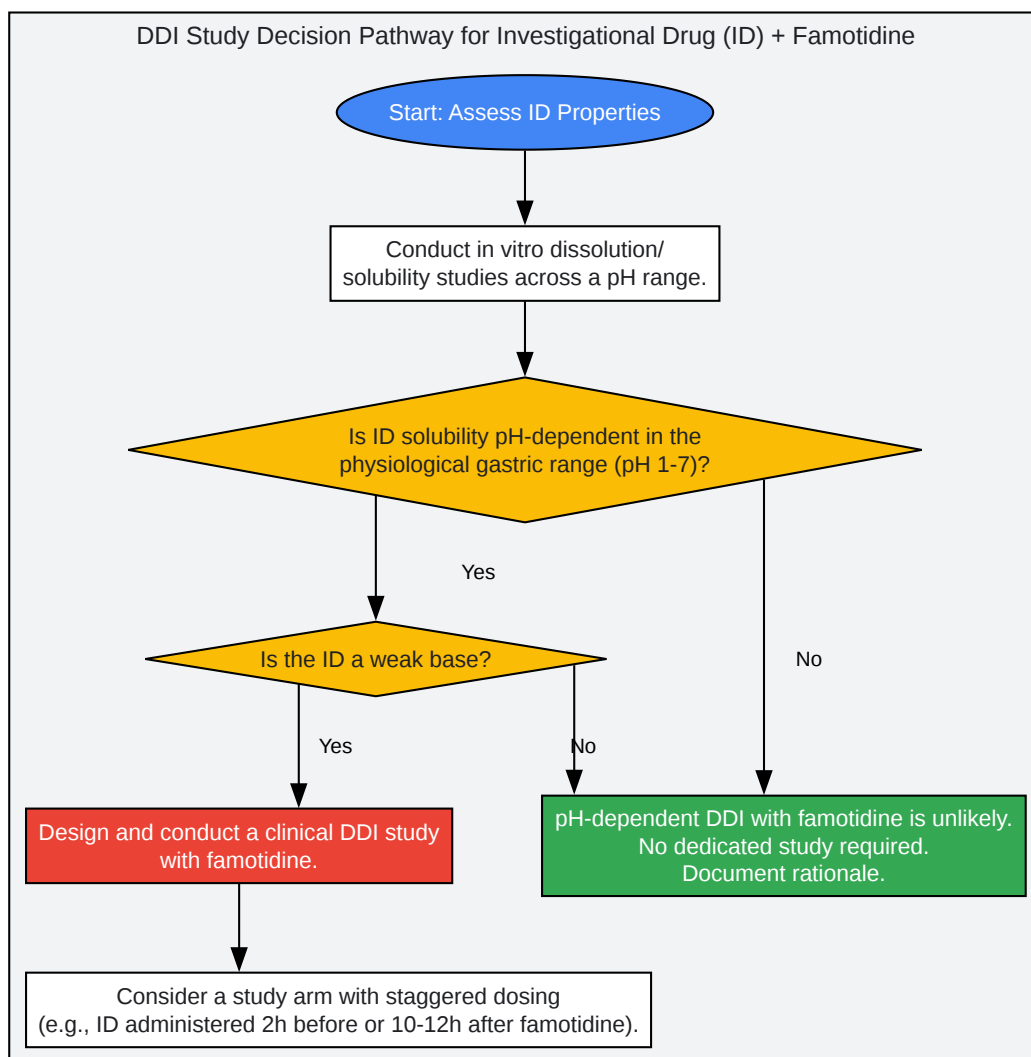 DDI Study Decision Pathway for Investigational Drug (ID) + Famotidine
Start: Assess ID Properties
Conduct in vitro dissolution/
solubility studies across a pH range.
Is ID solubility pH-dependent in the
physiological gastric range (pH 1-7)?
Yes
No
Is the ID a weak base?
Yes
No
Design and conduct a clinical DDI study
with famotidine.
pH-dependent DDI with famotidine is unlikely.
No dedicated study required.
Document rationale.
Consider a study arm with staggered dosing
(e.g., ID administered 2h before or 10-12h after famotidine).